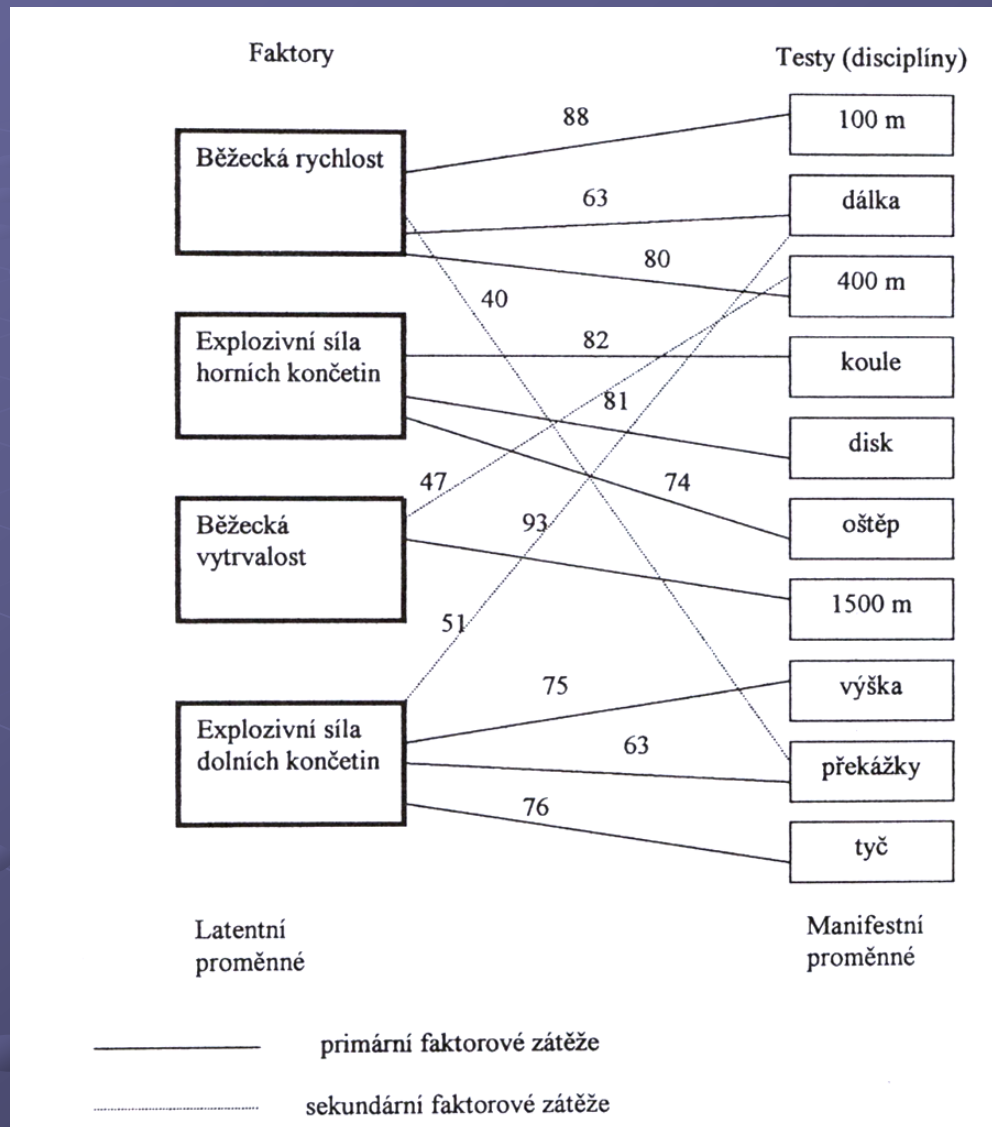 Faktory
Testy (disciplíny)
88
100 m
Běžecká rychlost
63
dálka
80
400 m
40
Explozivní síla
horních končetin
82
koule
81
disk
47
74
Běžecká
vytrvalost
93
oštěp
1500 m
51
75
výška
Explozivní síla
dolních končetin
63
překážky
76
tyč
Latentní
proměnné
Manifestní
proměnné
primární faktorové zátěže
sekundární faktorové zátěže